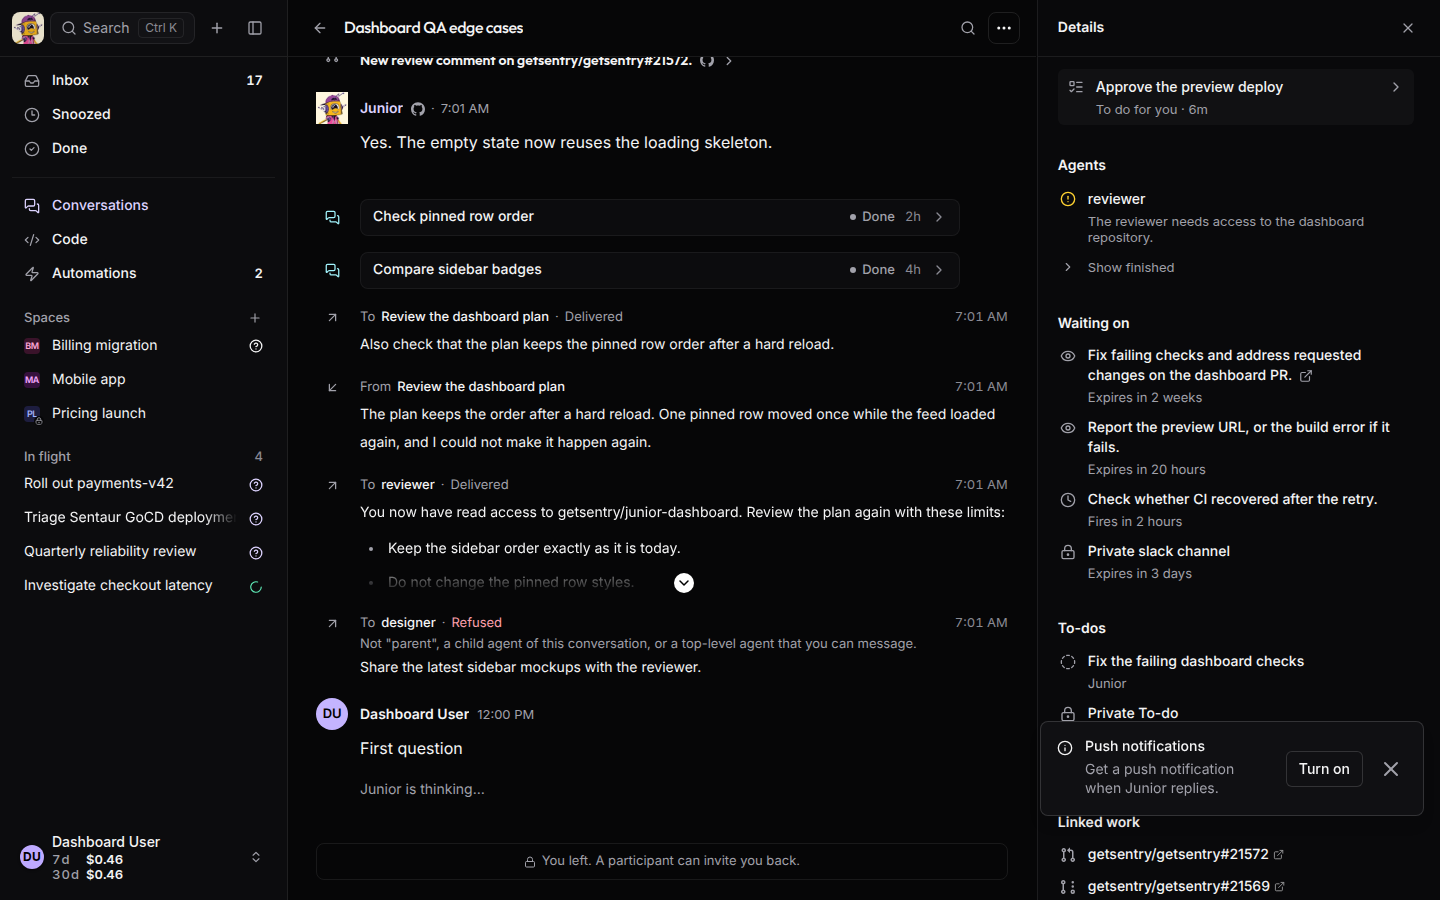 Search Ctrl K
Inbox 17
Snoozed
Done
Conversations
Code
Automations 2
Spaces
BM Billing migration
MA Mobile app
PL Pricing launch
In flight 4
Roll out payments-v42
Triage Sentaur GoCD deployme
Quarterly reliability review
Investigate checkout latency
DU Dashboard User
7d $0.46
30d $0.46
Dashboard QA edge cases
New review comment on getsentry/getsentry#21572.
Junior · 7:01 AM
Yes. The empty state now reuses the loading skeleton.
Check pinned row order Done 2h
Compare sidebar badges Done 4h
To Review the dashboard plan · Delivered 7:01 AM
Also check that the plan keeps the pinned row order after a hard reload.
From Review the dashboard plan 7:01 AM
The plan keeps the order after a hard reload. One pinned row moved once while the feed loaded
again, and I could not make it happen again.
To reviewer · Delivered 7:01 AM
You now have read access to getsentry/junior-dashboard. Review the plan again with these limits:
• Keep the sidebar order exactly as it is today.
• Do not change the pinned row styles.
To designer · Refused 7:01 AM
Not "parent", a child agent of this conversation, or a top-level agent that you can message.
Share the latest sidebar mockups with the reviewer.
DU Dashboard User 12:00 PM
First question
Junior is thinking...
You left. A participant can invite you back.
Details
Approve the preview deploy
To do for you · 6m
Agents
reviewer
The reviewer needs access to the dashboard
repository.
Show finished
Waiting on
Fix failing checks and address requested
changes on the dashboard PR.
Expires in 2 weeks
Report the preview URL, or the build error if it
fails.
Expires in 20 hours
Check whether CI recovered after the retry.
Fires in 2 hours
Private slack channel
Expires in 3 days
To-dos
Fix the failing dashboard checks
Junior
Private To-do
Push notifications
Get a push notification
when Junior replies.
Turn on
Linked work
getsentry/getsentry#21572
getsentry/getsentry#21569